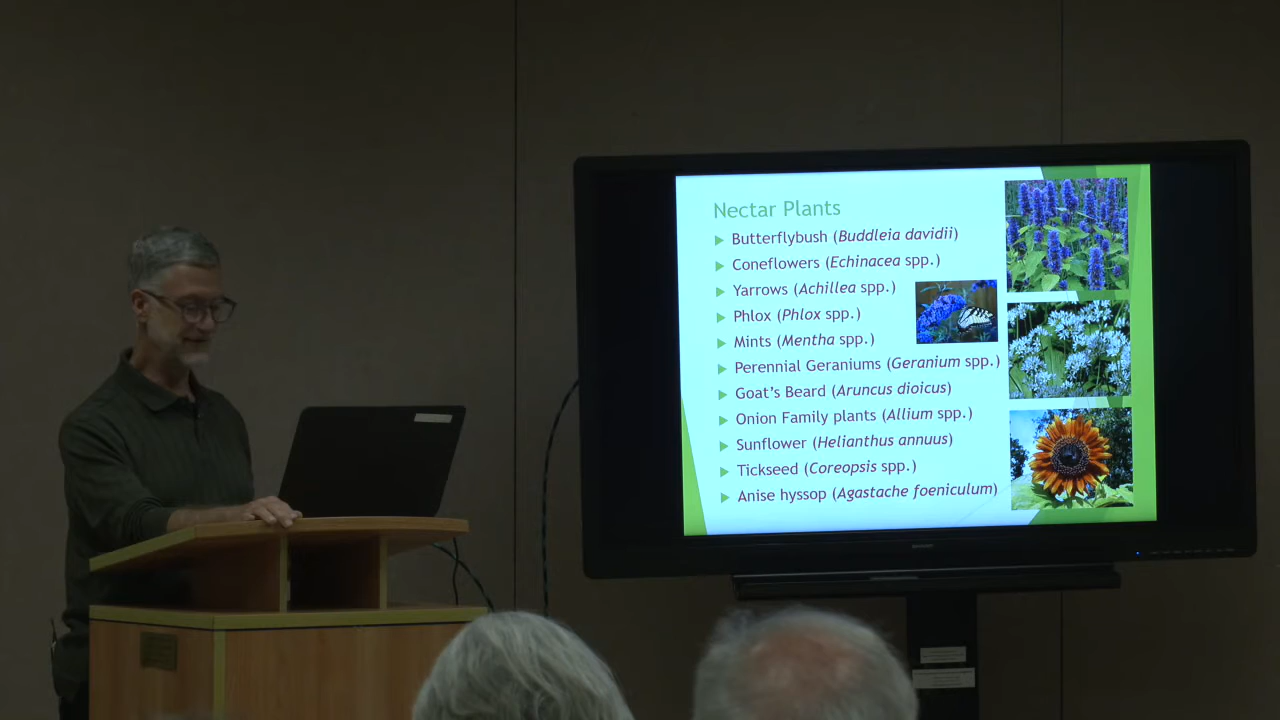 Nectar Plants
Butterflybush (Buddleia davidii)
Coneflowers (Echinacea spp.)
Yarrows (Achillea spp.)
Phlox (Phlox spp.)
Mints (Mentha spp.)
Perennial Geraniums (Geranium spp.)
Goat's Beard (Aruncus dioicus)
Onion Family plants (Allium spp.)
Sunflower (Helianthus annuus)
Tickseed (Coreopsis spp.)
Anise hyssop (Agastache foeniculum)